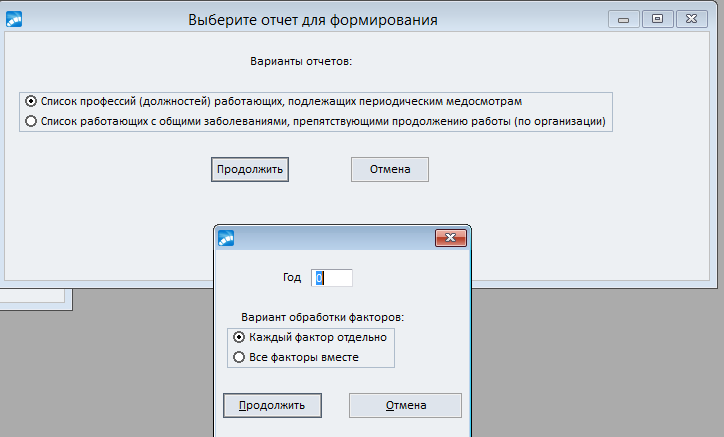 Выберите отчет для формирования
Варианты отчетов:
Список профессий (должностей) работающих, подлежащих периодическим медосмотрам
Список работающих с общими заболеваниями, препятствующими продолжению работы (по организации)
Продолжить
Отмена
Год 0
Вариант обработки факторов:
Каждый фактор отдельно
Все факторы вместе
Продолжить
Отмена